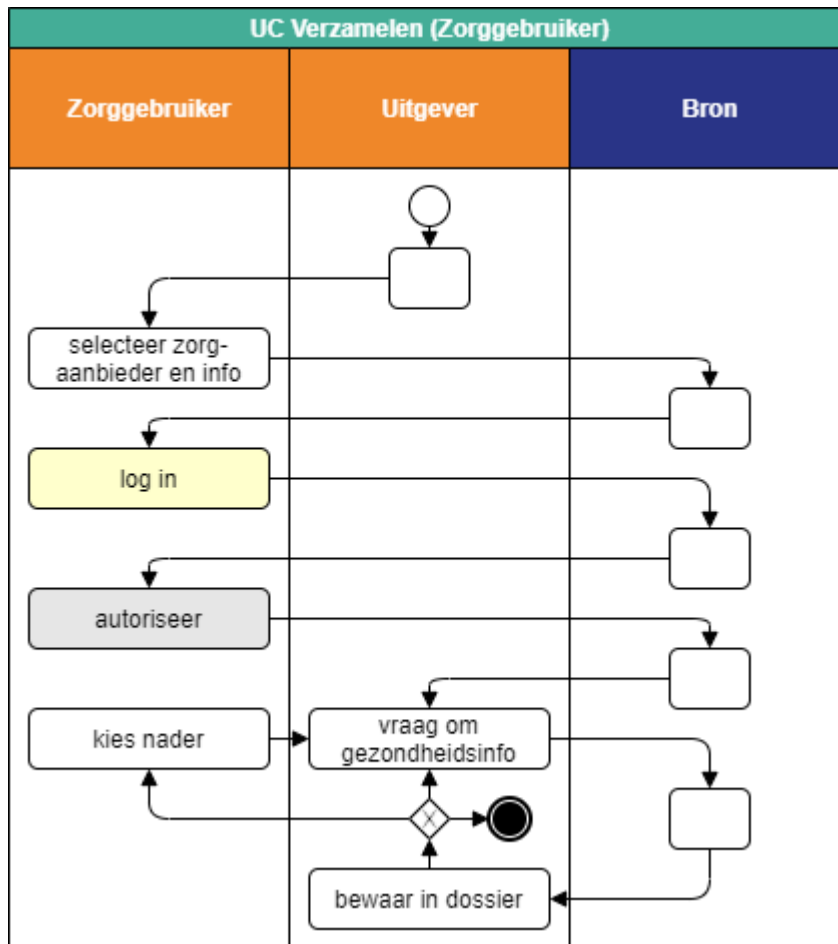 UC Verzamelen (Zorggebruiker)
Zorggebruiker
Uitgever
Bron
selecteer zorg-
aanbieder en info
log in
autoriseer
kies nader
vraag om
gezondheidsinfo
X
bewaar in dossier